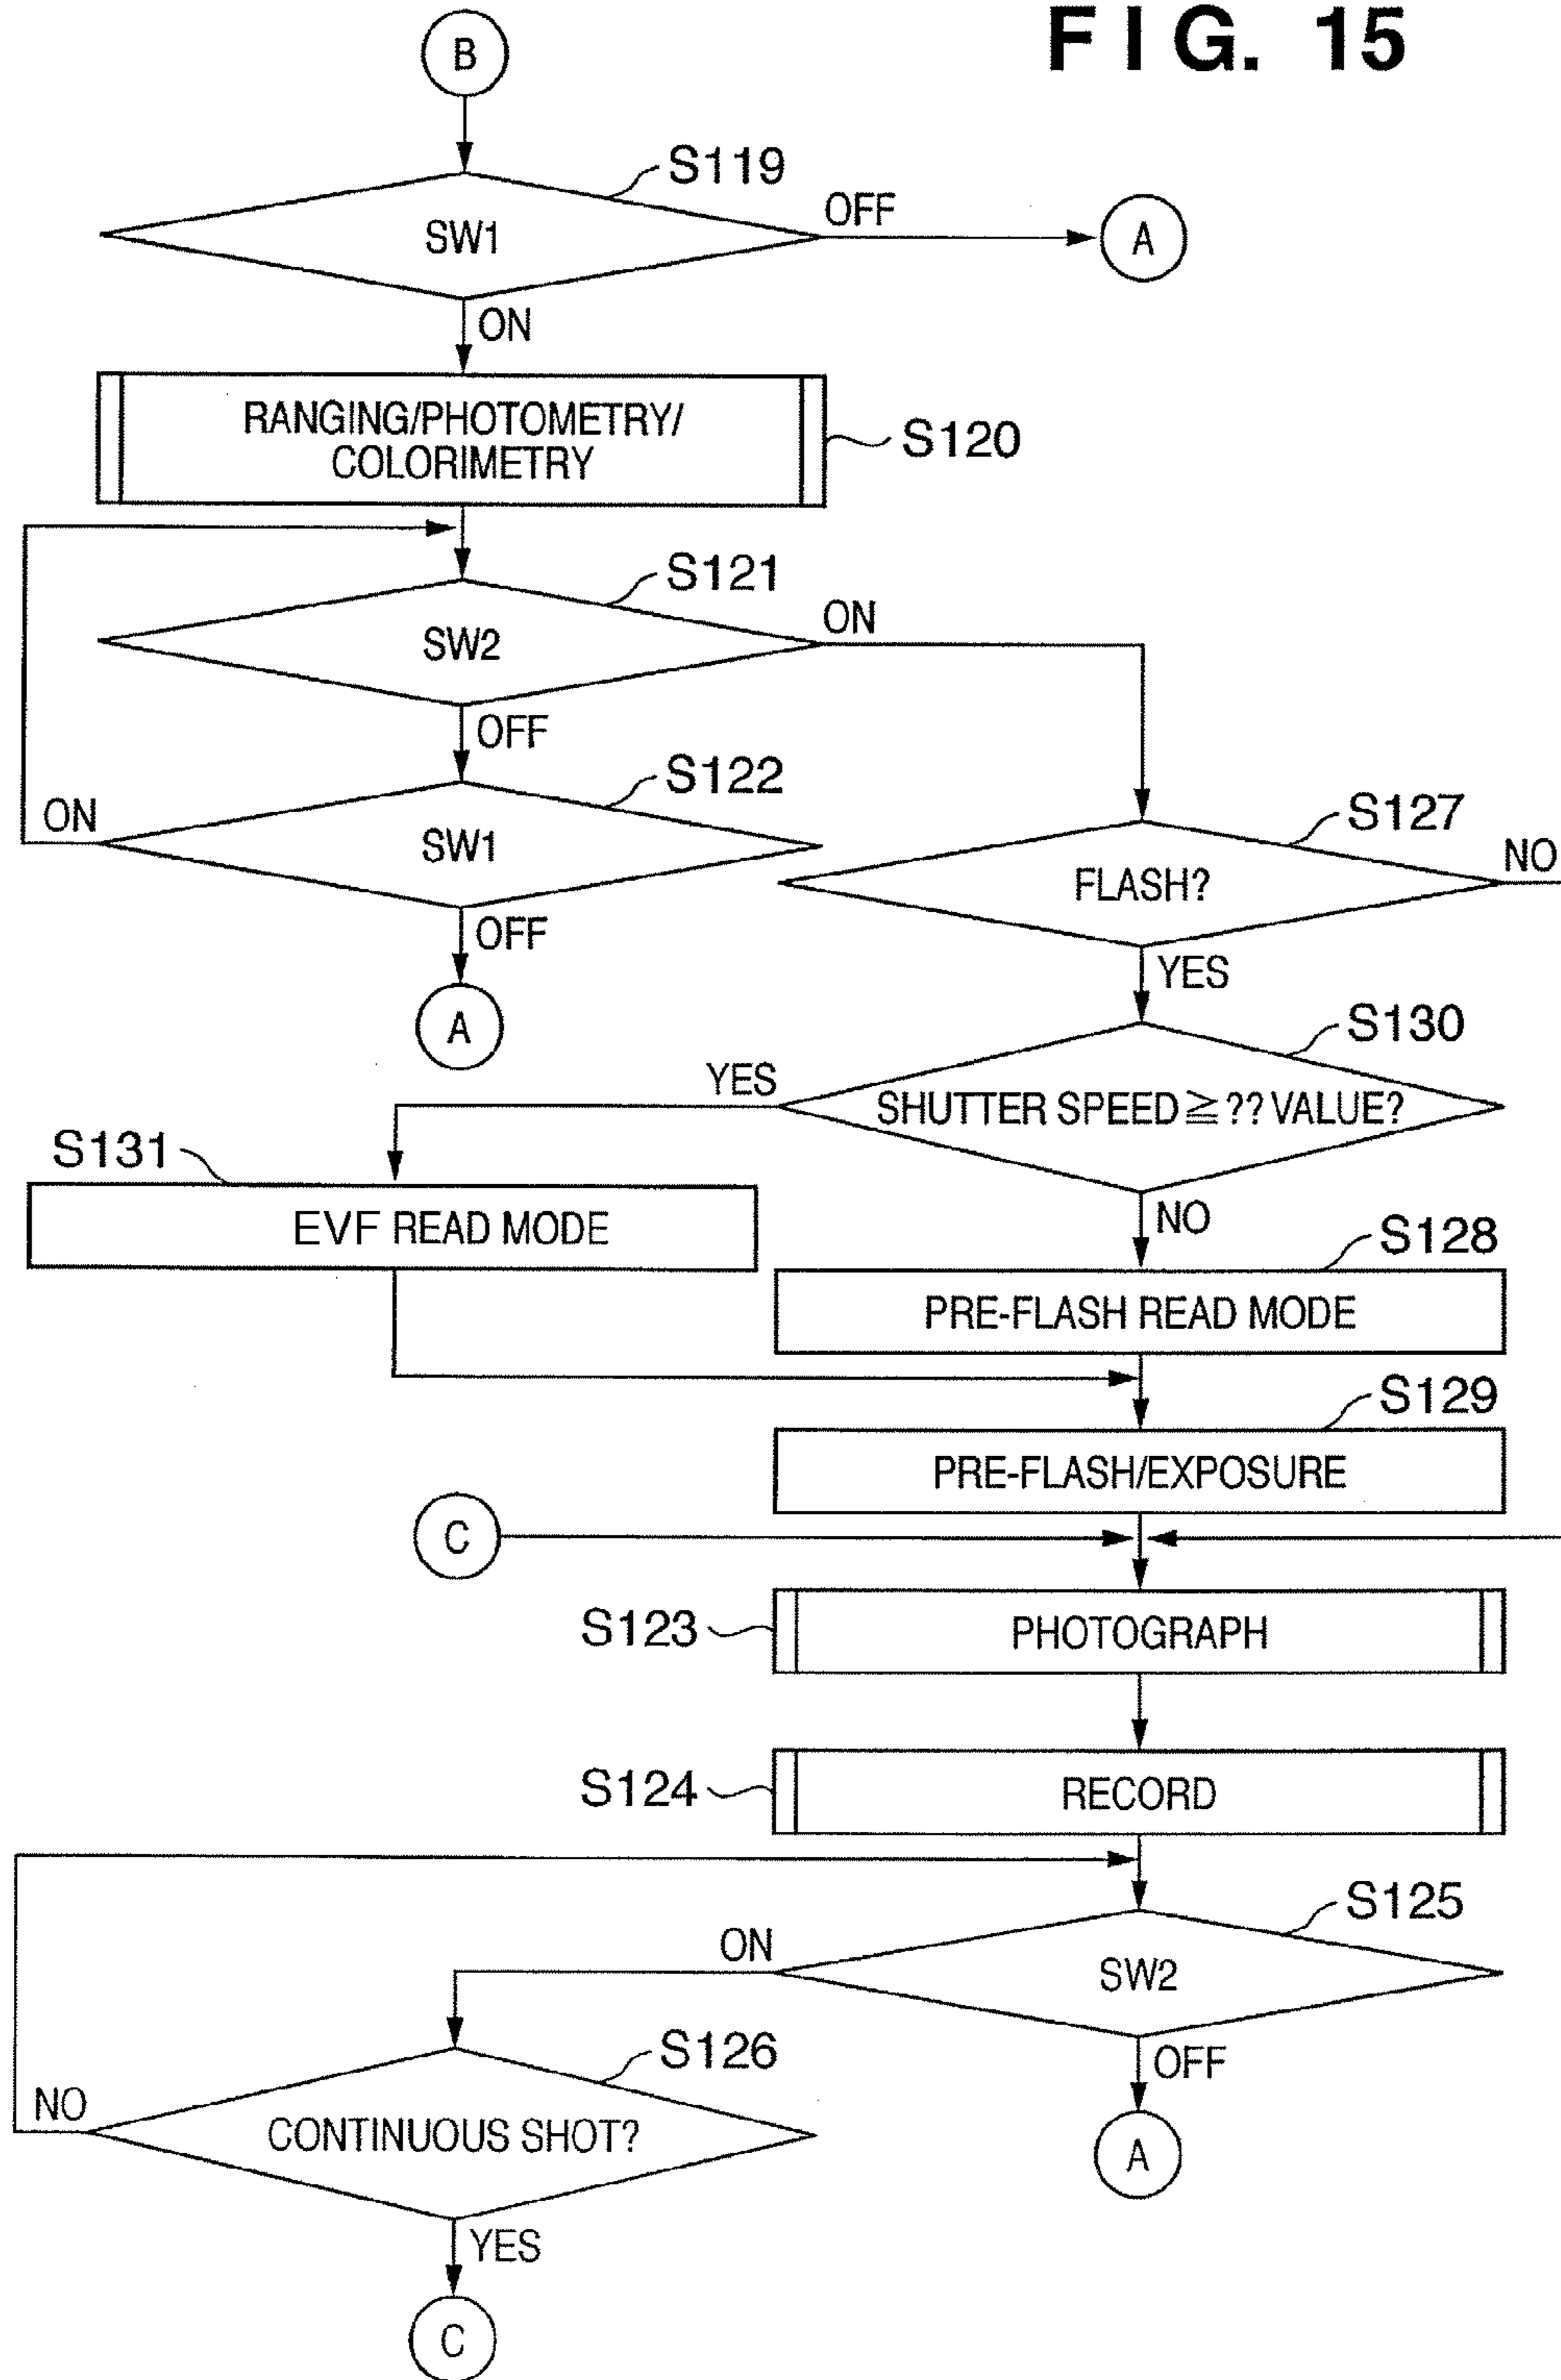 FIG. 15
B
S119
SW1
OFF
A
ON
RANGING/PHOTOMETRY/
COLORIMETRY
S120
S121
SW2
ON
OFF
S122
SW1
ON
OFF
A
S127
FLASH?
NO
YES
S130
SHUTTER SPEED≧?? VALUE?
YES
NO
S131
EVF READ MODE
S128
PRE-FLASH READ MODE
S129
PRE-FLASH/EXPOSURE
C
S123
PHOTOGRAPH
S124
RECORD
S125
SW2
ON
OFF
A
S126
CONTINUOUS SHOT?
NO
YES
C